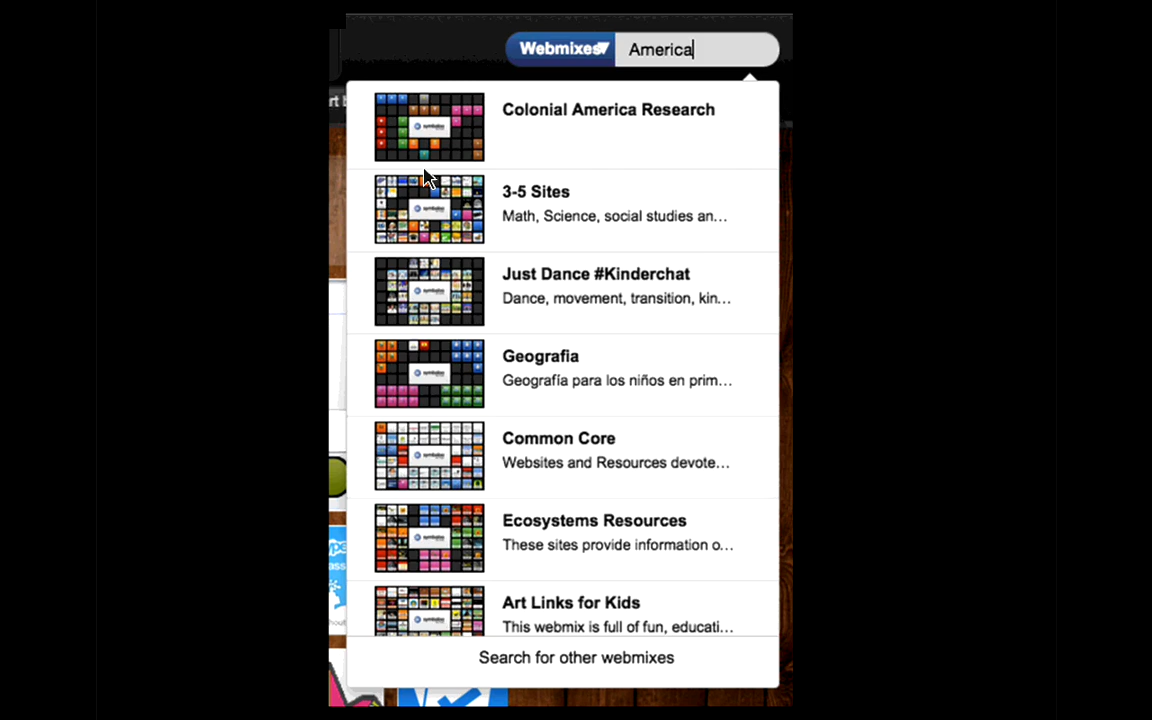 Webmixes America
Colonial America Research
3-5 Sites
Math, Science, social studies an...
Just Dance #Kinderchat
Dance, movement, transition, kin...
Geografia
Geografía para los niños en prim...
Common Core
Websites and Resources devote...
Ecosystems Resources
These sites provide information o...
Art Links for Kids
This webmix is full of fun, educati...
Search for other webmixes